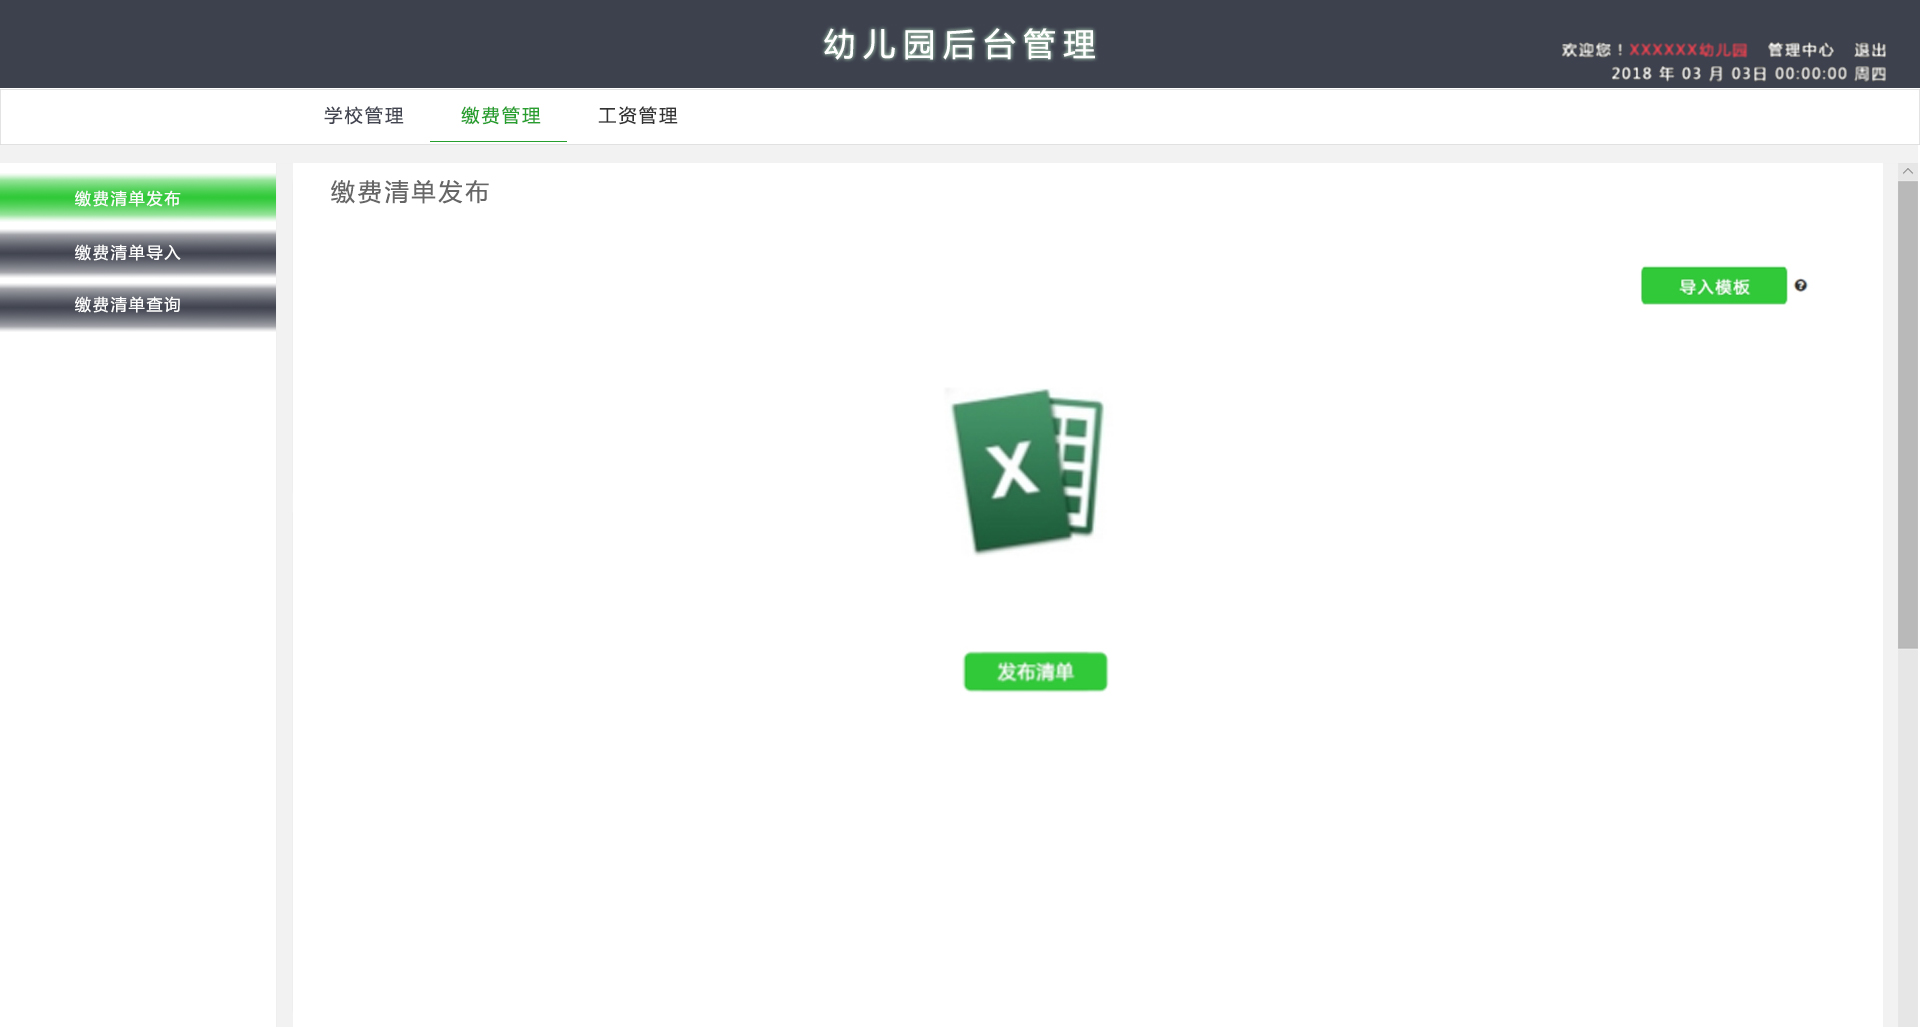 幼儿园后台管理
欢迎您！XXXXXX幼儿园 管理中心 退出
2018 年 03 月 03日 00:00:00 周四
学校管理 缴费管理 工资管理
缴费清单发布
缴费清单导入
缴费清单查询
缴费清单发布
导入模板 ?
X
发布清单